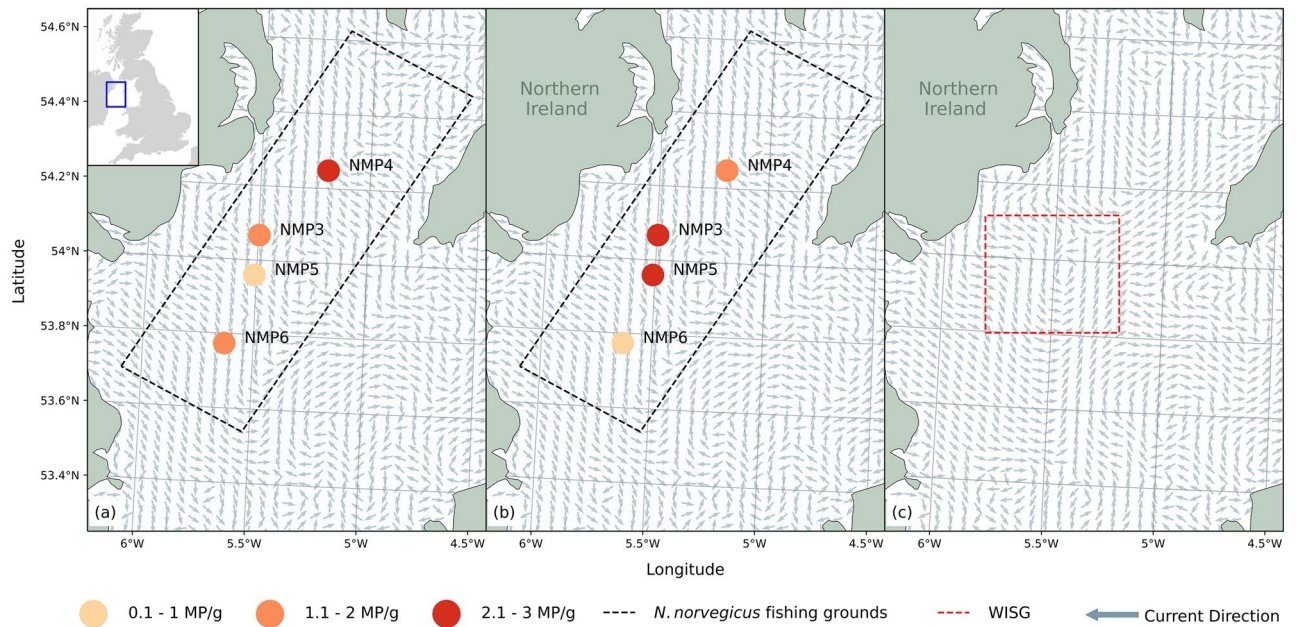 54.6°N
54.4°N
54.2°N
54°N
53.8°N
53.6°N
53.4°N
Latitude
NMP4
NMP3
NMP5
NMP6
(a)
Northern
Ireland
NMP4
NMP3
NMP5
NMP6
(b)
Northern
Ireland
(c)
6°W 5.5°W 5°W 4.5°W
6°W 5.5°W 5°W 4.5°W
6°W 5.5°W 5°W 4.5°W
Longitude
0.1 - 1 MP/g 1.1 - 2 MP/g 2.1 - 3 MP/g N. norvegicus fishing grounds WISG Current Direction